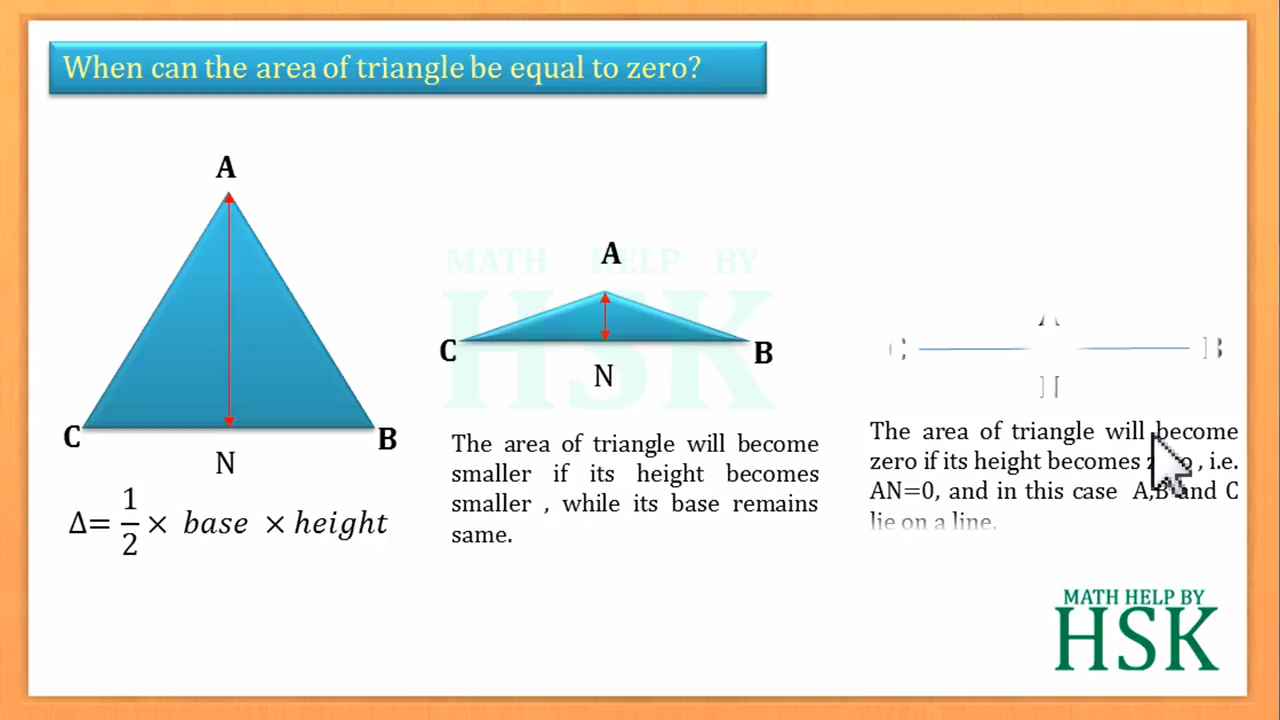 When can the area of triangle be equal to zero?
A
C
B
N
Δ= 1/2 × base × height
MATH HELP BY
HSK
A
C
B
N
The area of triangle will become
smaller if its height becomes
smaller , while its base remains
same.
A
C
B
N
The area of triangle will become
zero if its height becomes zero , i.e.
AN=0, and in this case A,B and C
lie on a line.
MATH HELP BY
HSK